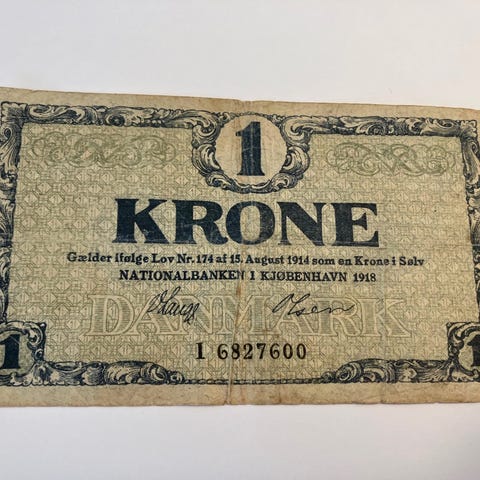 1
KRONE
Gælder ifølge Lov Nr. 174 af 15. August 1914 som en Krone i Sølv
NATIONALBANKEN I KJØBENHAVN 1918
DANMARK
1 6827600
1 1